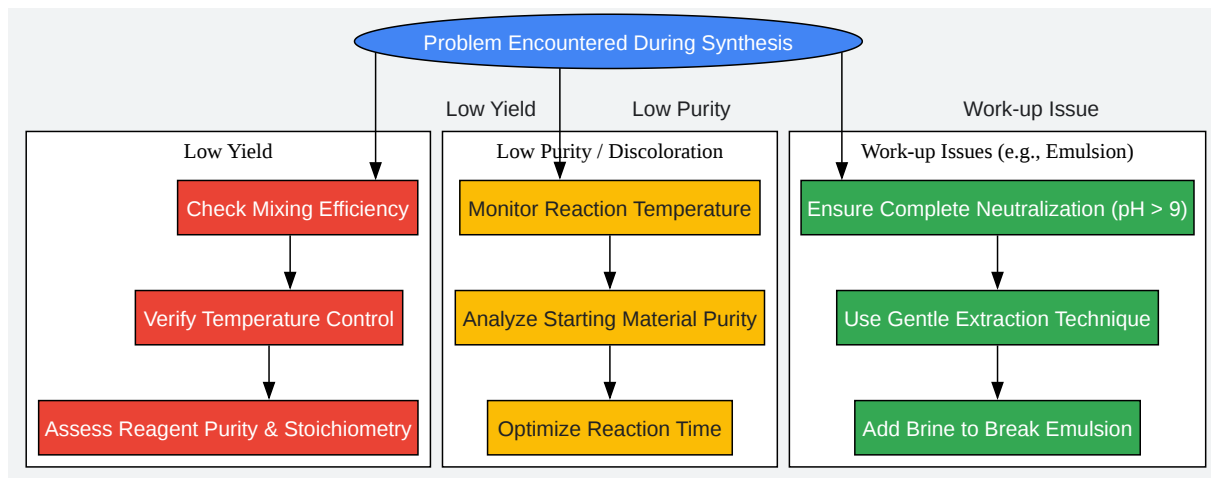 Problem Encountered During Synthesis
Low Yield
Low Purity
Work-up Issue
Low Yield
Check Mixing Efficiency
Verify Temperature Control
Assess Reagent Purity & Stoichiometry
Low Purity / Discoloration
Monitor Reaction Temperature
Analyze Starting Material Purity
Optimize Reaction Time
Work-up Issues (e.g., Emulsion)
Ensure Complete Neutralization (pH > 9)
Use Gentle Extraction Technique
Add Brine to Break Emulsion